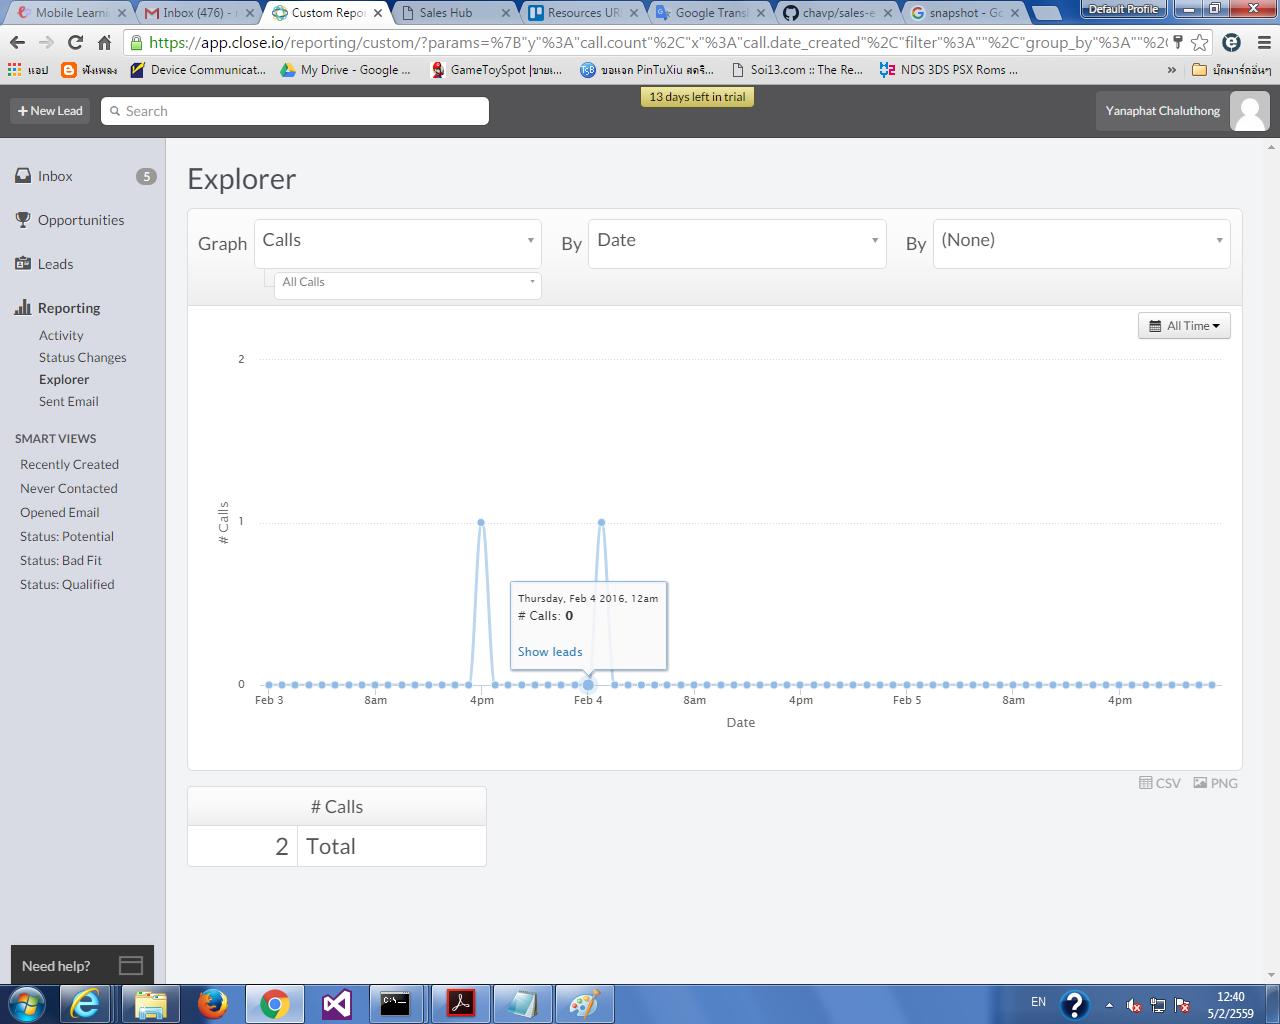 Mobile Learni
Inbox (476) -
Custom Repo
Sales Hub
Resources UR
Google Trans
chavp/sales-e
snapshot - Go
Default Profile
https://app.close.io/reporting/custom/?params=%7B"y"%3A"call.count"%2C"x"%3A"call.date_created"%2C"filter"%3A""%2C"group_by"%3A""%2C
แอป
ฟังเพลง
Device Communicat...
My Drive - Google ...
GameToySpot |ขายเ...
ขอแจก PinTuXiu สตริ...
Soi13.com :: The Re...
NDS 3DS PSX Roms ...
»
บุ๊กมาร์กอื่นๆ
13 days left in trial
+ New Lead
Search
Yanaphat Chaluthong
Inbox
5
Opportunities
Leads
Reporting
Activity
Status Changes
Explorer
Sent Email
SMART VIEWS
Recently Created
Never Contacted
Opened Email
Status: Potential
Status: Bad Fit
Status: Qualified
Need help?
Explorer
Graph
Calls
By
Date
By
(None)
All Calls
All Time
2
1
0
# Calls
Thursday, Feb 4 2016, 12am
# Calls: 0
Show leads
Feb 3
8am
4pm
Feb 4
8am
4pm
Feb 5
8am
4pm
Date
CSV
PNG
# Calls
2 Total
EN
12:40
5/2/2559